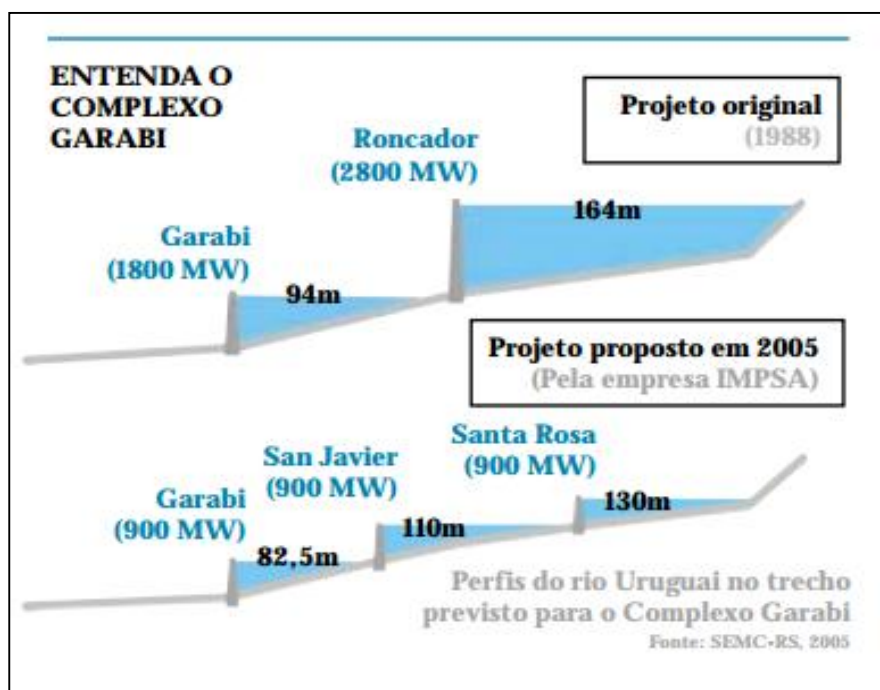 ENTENDA O
COMPLEXO
GARABI
Projeto original
(1988)
Roncador
(2800 MW)
164m
Garabi
(1800 MW)
94m
Projeto proposto em 2005
(Pela empresa IMPSA)
Santa Rosa
(900 MW)
San Javier
(900 MW)
Garabi
(900 MW)
130m
110m
82,5m
Perfis do rio Uruguai no trecho
previsto para o Complexo Garabi
Fonte: SEMC-RS, 2005